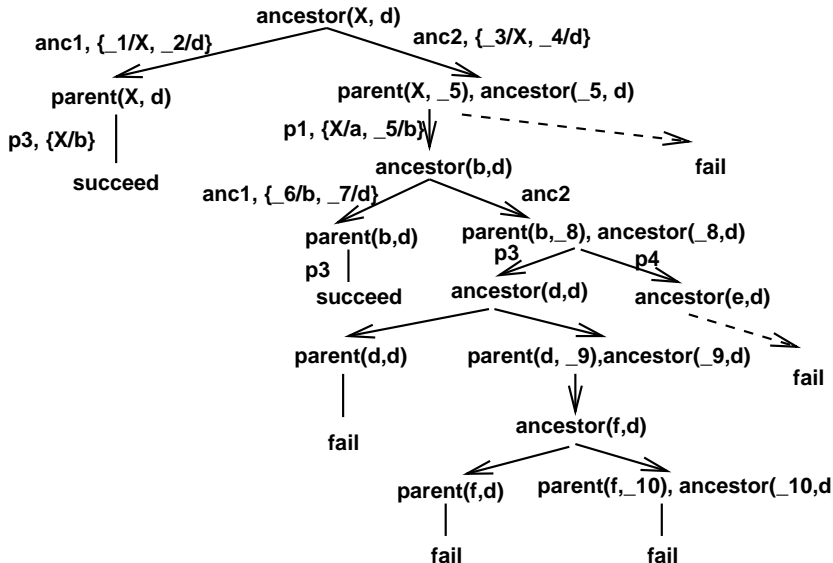 ancestor(X, d)
anc1, {_1/X, _2/d}
anc2, {_3/X, _4/d}
parent(X, d)
parent(X, _5), ancestor(_5, d)
p3, {X/b}
p1, {X/a, _5/b}
succeed
ancestor(b,d)
fail
anc1, {_6/b, _7/d}
anc2
parent(b,d)
parent(b,_8), ancestor(_8,d)
p3
p3
p4
succeed
ancestor(d,d)
ancestor(e,d)
parent(d,d)
parent(d, _9),ancestor(_9,d)
fail
fail
ancestor(f,d)
parent(f,d)
parent(f,_10), ancestor(_10,d
fail
fail